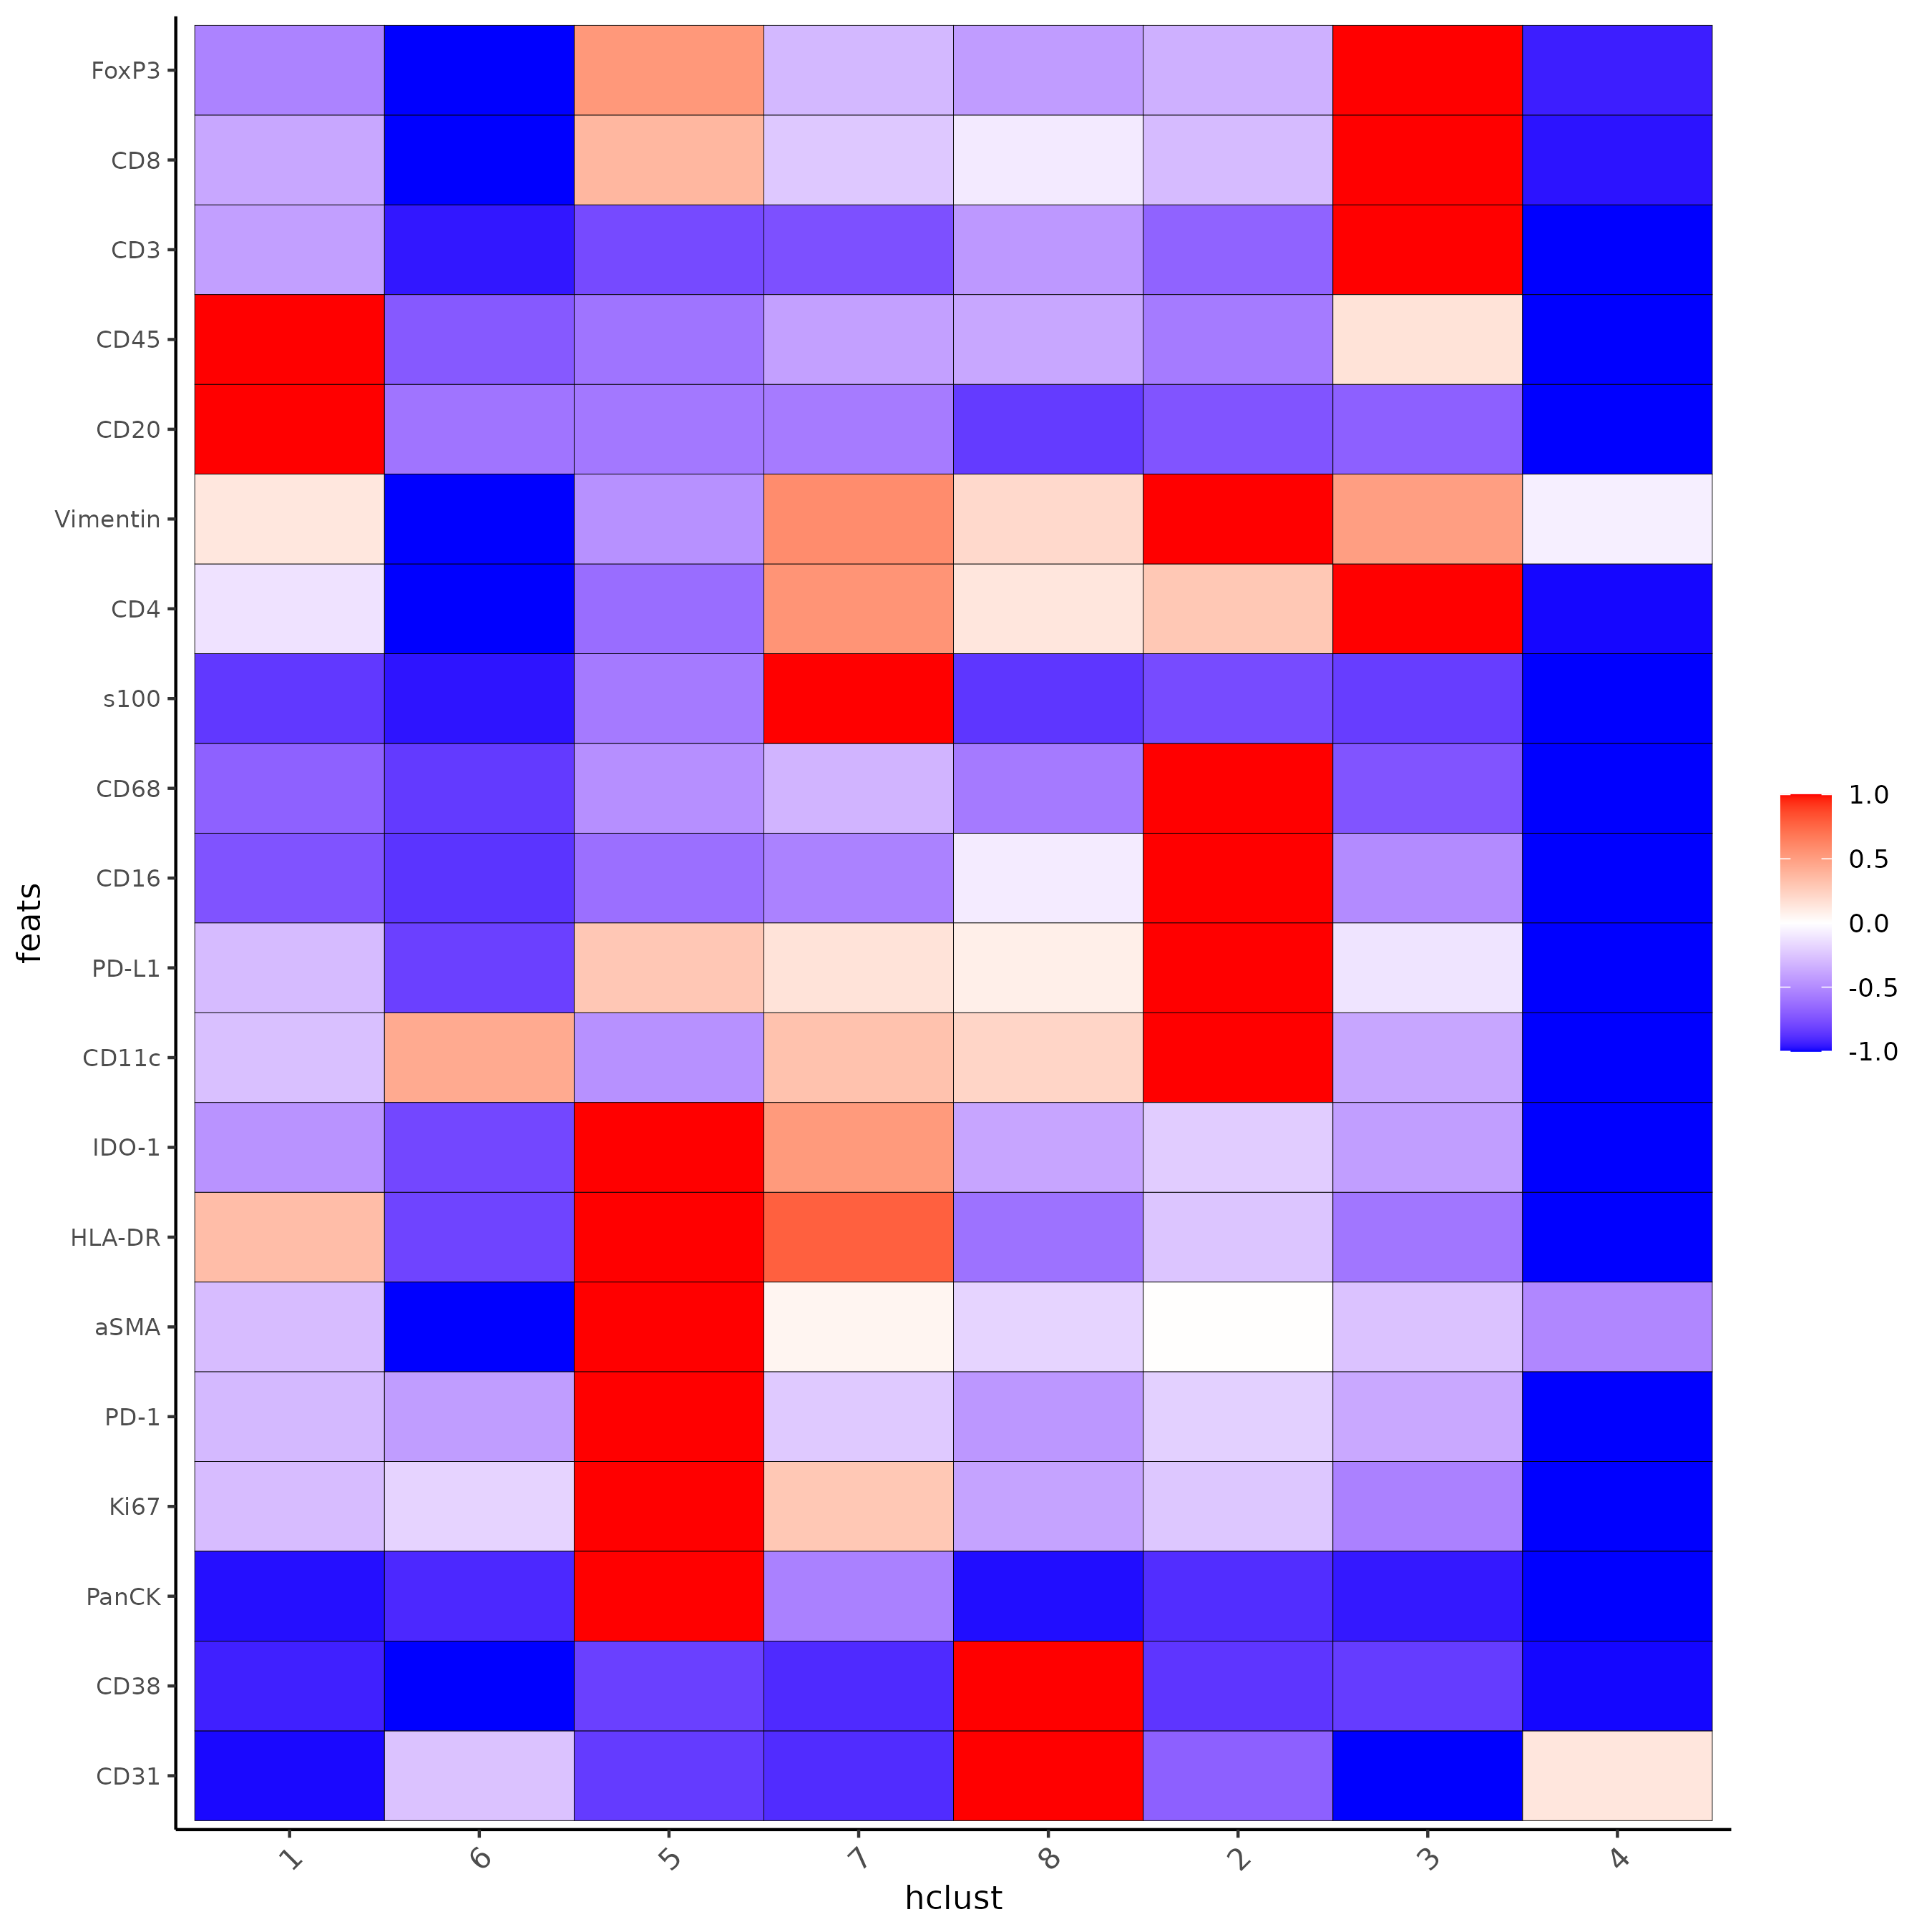 FoxP3
CD8
CD3
CD45
CD20
Vimentin
CD4
s100
CD68
CD16
PD-L1
CD11c
IDO-1
HLA-DR
aSMA
PD-1
Ki67
PanCK
CD38
CD31
feats
1 6 5 7 8 2 3 4
hclust
1.0
0.5
0.0
-0.5
-1.0